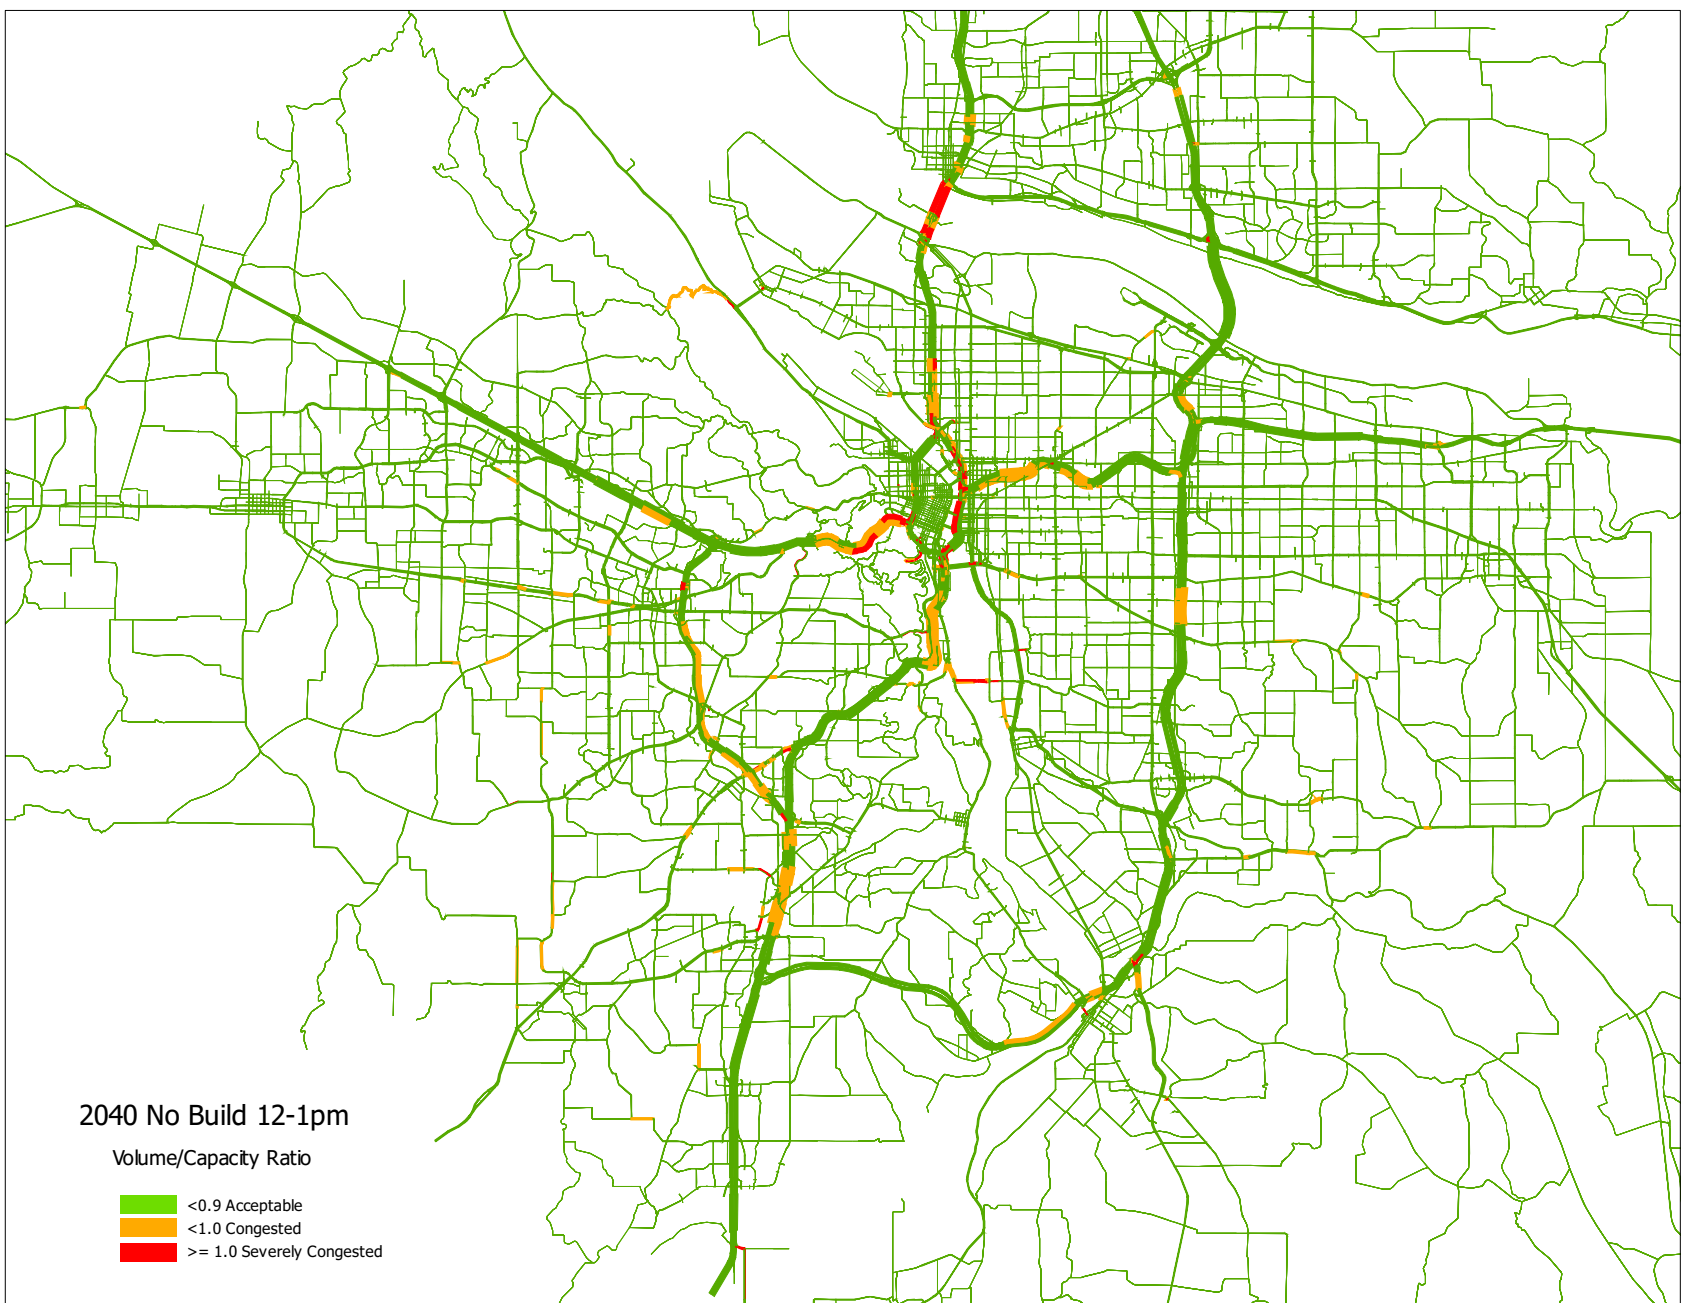 2040 No Build 12-1pm
Volume/Capacity Ratio
<0.9 Acceptable
<1.0 Congested
>= 1.0 Severely Congested